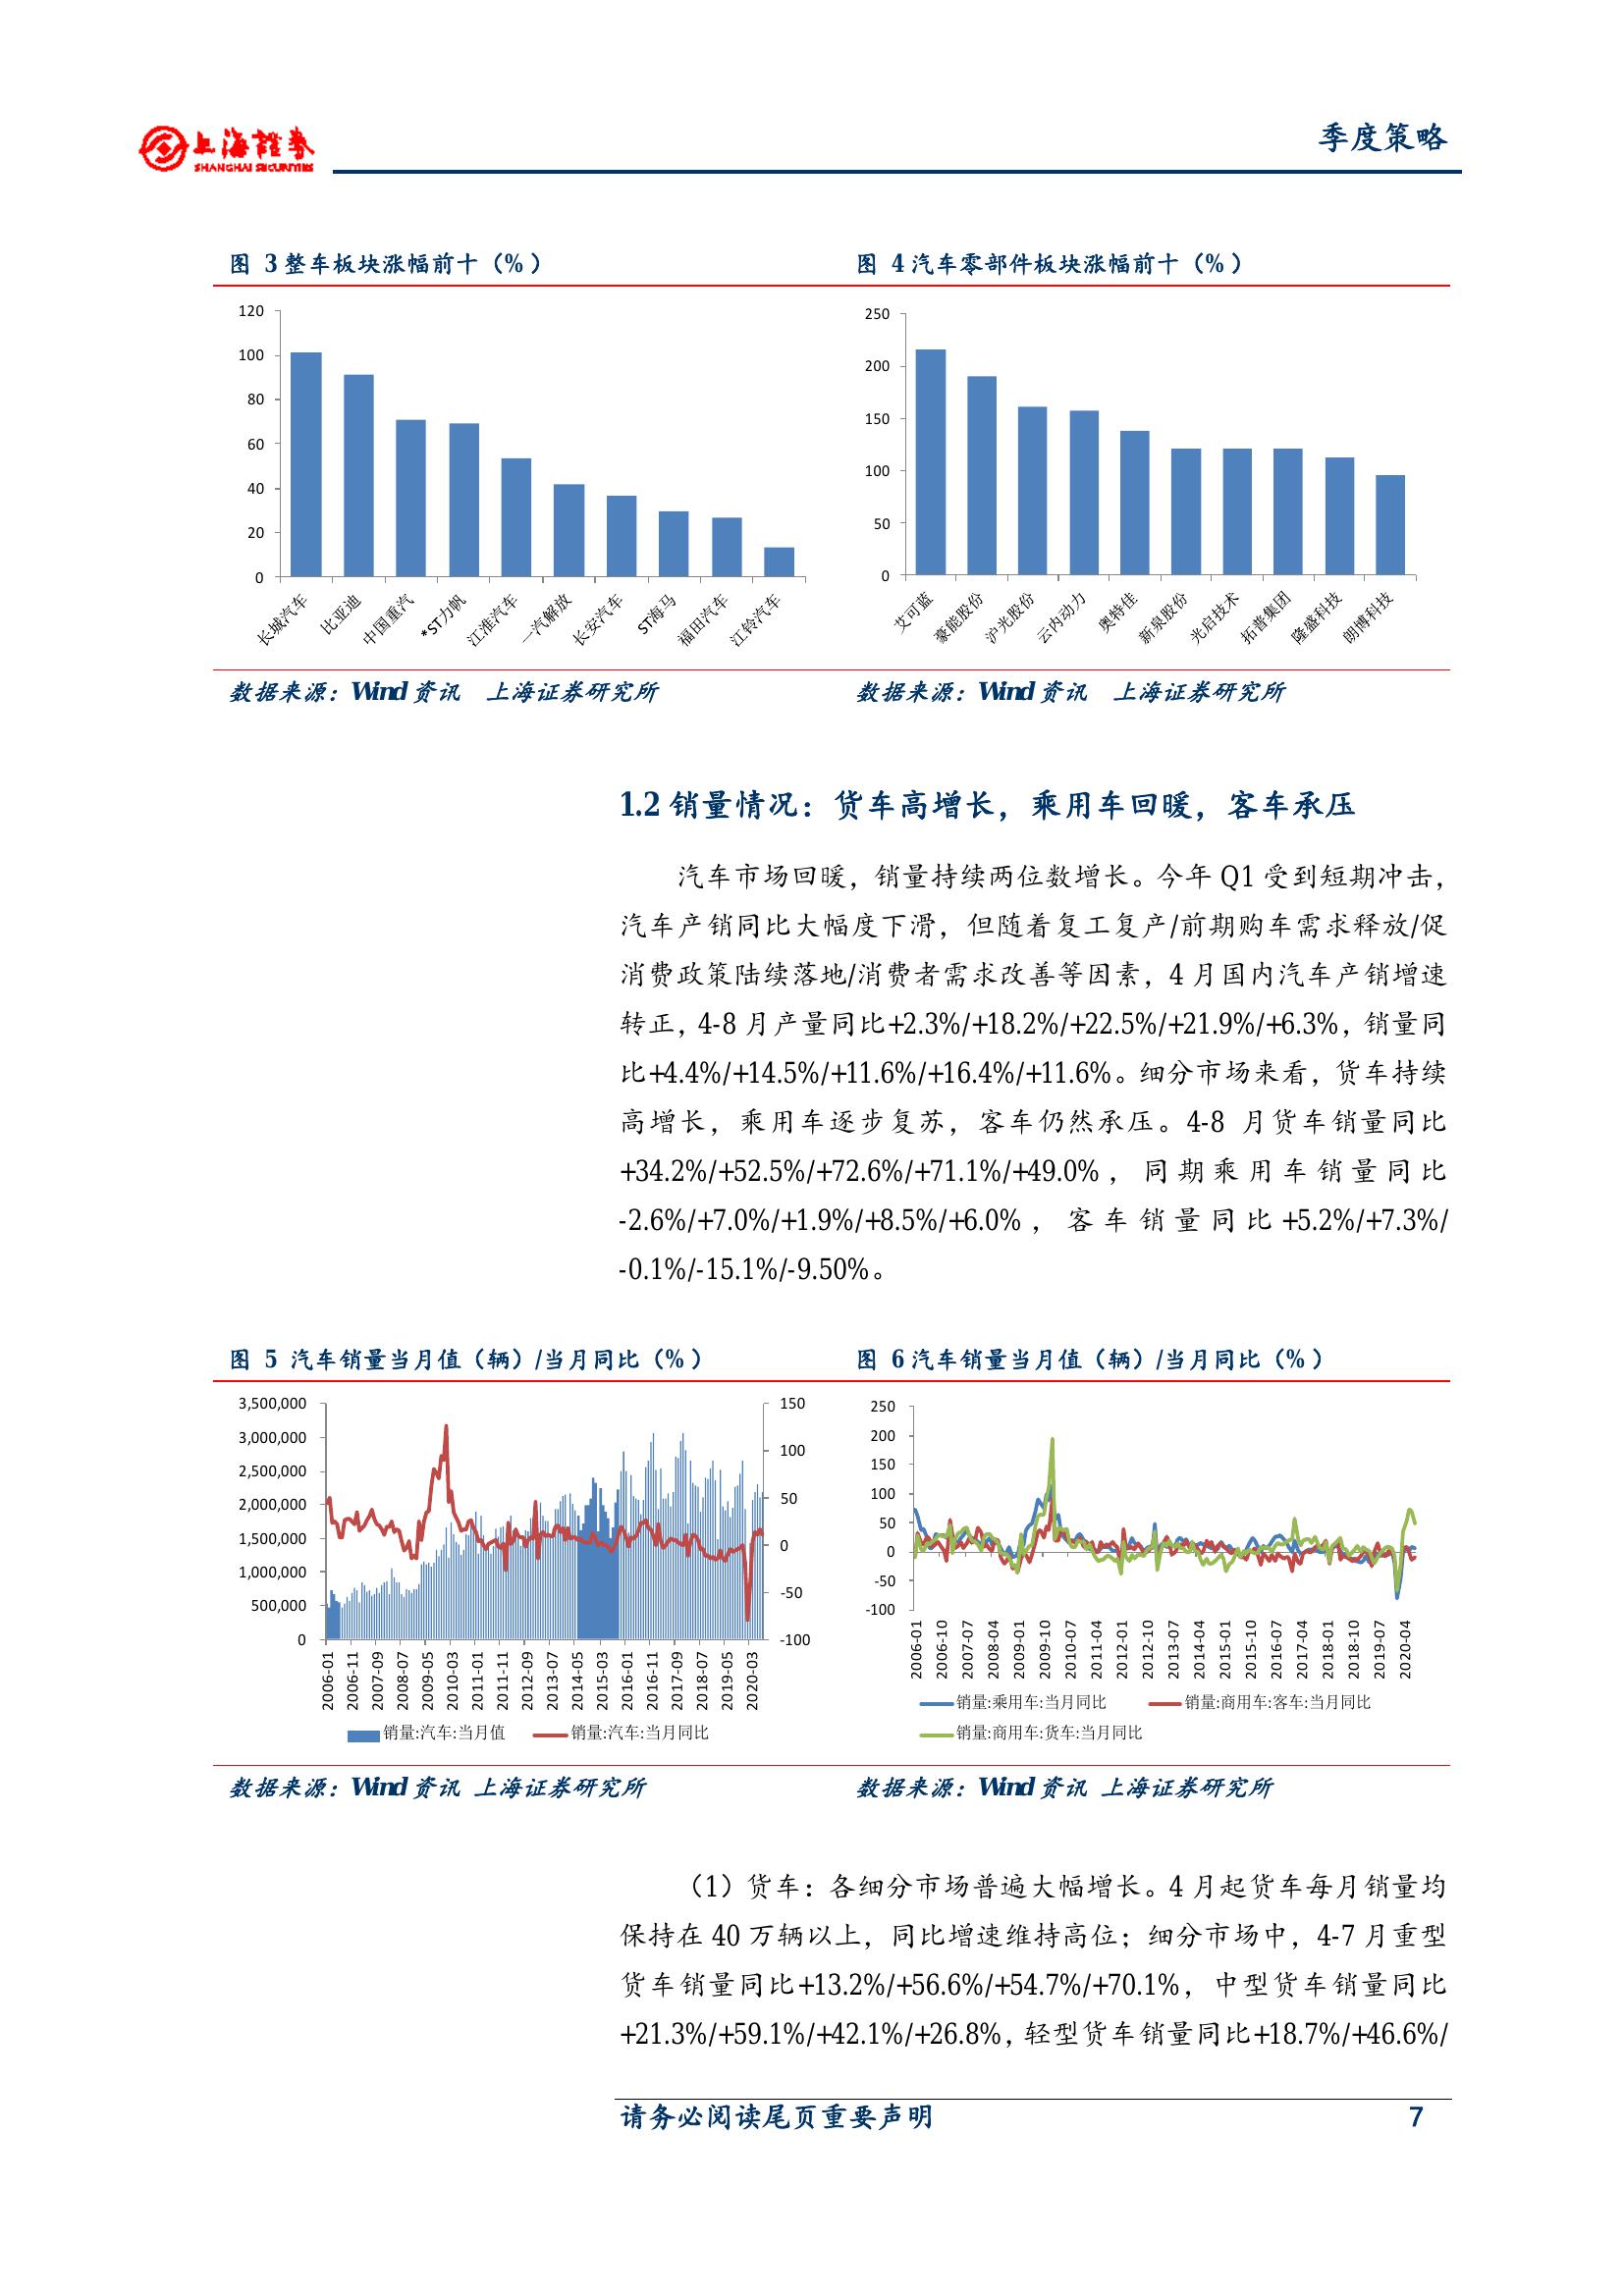 上海證券
SHANGHAI SECURITIES
季度策略
图 3 整车板块涨幅前十（%）
120
100
80
60
40
20
0
长城汽车
比亚迪
中国重汽
*ST力帆
江淮汽车
一汽解放
长安汽车
ST海马
福田汽车
江铃汽车
数据来源：Wind 资讯 上海证券研究所
图 4 汽车零部件板块涨幅前十（%）
250
200
150
100
50
0
艾可蓝
豪能股份
沪光股份
云内动力
奥特佳
新泉股份
光启技术
拓普集团
隆盛科技
朗博科技
数据来源：Wind 资讯 上海证券研究所
1.2 销量情况：货车高增长，乘用车回暖，客车承压
汽车市场回暖，销量持续两位数增长。今年 Q1 受到短期冲击，
汽车产销同比大幅度下滑，但随着复工复产/前期购车需求释放/促
消费政策陆续落地/消费者需求改善等因素，4 月国内汽车产销增速
转正，4-8 月产量同比+2.3%/+18.2%/+22.5%/+21.9%/+6.3%，销量同
比+4.4%/+14.5%/+11.6%/+16.4%/+11.6%。细分市场来看，货车持续
高增长，乘用车逐步复苏，客车仍然承压。4-8 月货车销量同比
+34.2%/+52.5%/+72.6%/+71.1%/+49.0%，同期乘用车销量同比
-2.6%/+7.0%/+1.9%/+8.5%/+6.0%，客车销量同比+5.2%/+7.3%/
-0.1%/-15.1%/-9.50%。
图 5 汽车销量当月值（辆）/当月同比（%）
3,500,000
3,000,000
2,500,000
2,000,000
1,500,000
1,000,000
500,000
0
150
100
50
0
-50
-100
2006-01
2006-11
2007-09
2008-07
2009-05
2010-03
2011-01
2011-11
2012-09
2013-07
2014-05
2015-03
2016-01
2016-11
2017-09
2018-07
2019-05
2020-03
销量:汽车:当月值 销量:汽车:当月同比
数据来源：Wind 资讯 上海证券研究所
图 6 汽车销量当月值（辆）/当月同比（%）
250
200
150
100
50
0
-50
-100
2006-01
2006-10
2007-07
2008-04
2009-01
2009-10
2010-07
2011-04
2012-01
2012-10
2013-07
2014-04
2015-01
2015-10
2016-07
2017-04
2018-01
2018-10
2019-07
2020-04
销量:乘用车:当月同比 销量:商用车:客车:当月同比
销量:商用车:货车:当月同比
数据来源：Wind 资讯 上海证券研究所
（1）货车：各细分市场普遍大幅增长。4 月起货车每月销量均
保持在 40 万辆以上，同比增速维持高位；细分市场中，4-7 月重型
货车销量同比+13.2%/+56.6%/+54.7%/+70.1%，中型货车销量同比
+21.3%/+59.1%/+42.1%/+26.8%，轻型货车销量同比+18.7%/+46.6%/
请务必阅读尾页重要声明 7